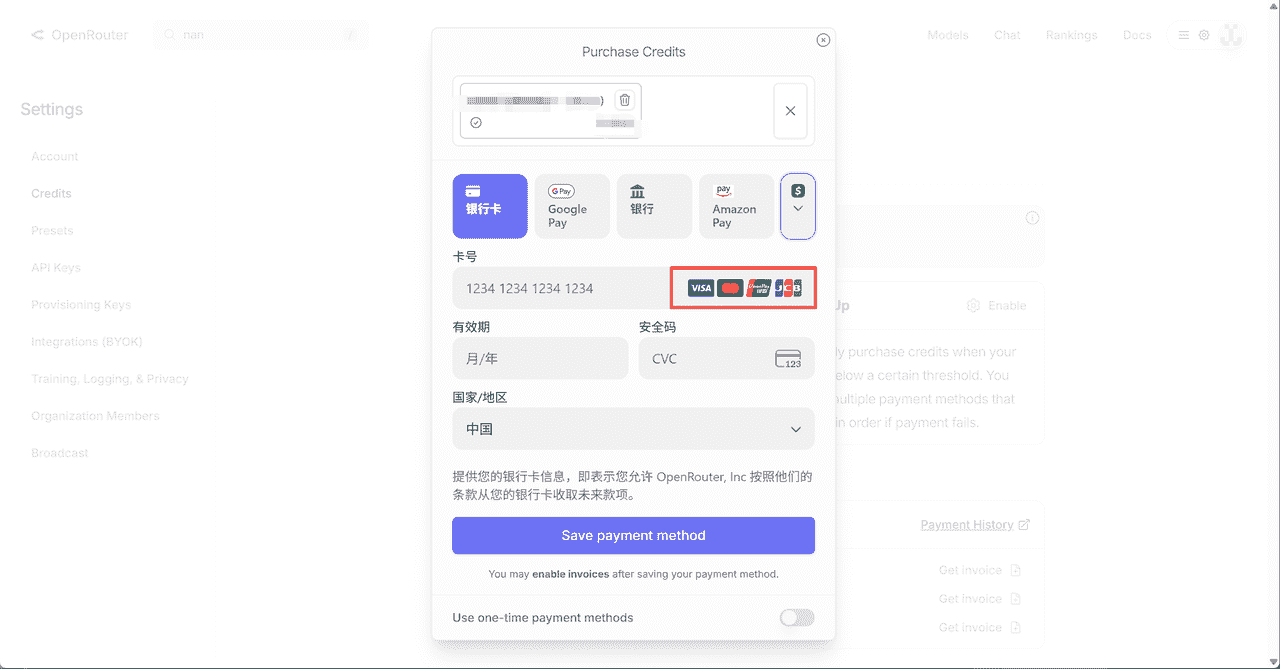 OpenRouter
nan
/
Models
Chat
Rankings
Docs
Settings
Account
Credits
Presets
API Keys
Provisioning Keys
Integrations (BYOK)
Training, Logging, & Privacy
Organization Members
Broadcast
Purchase Credits
)
银行卡
G Pay
Google
Pay
银行
pay
Amazon
Pay
$
卡号
1234 1234 1234 1234
VISA
UnionPay
JCB
有效期
安全码
月/年
CVC
123
国家/地区
中国
提供您的银行卡信息，即表示您允许 OpenRouter, Inc 按照他们的
条款从您的银行卡收取未来款项。
Save payment method
You may enable invoices after saving your payment method.
Use one-time payment methods
Up
Enable
purchase credits when your
a certain threshold. You
payment methods that
in order if payment fails.
Payment History
Get invoice
Get invoice
Get invoice